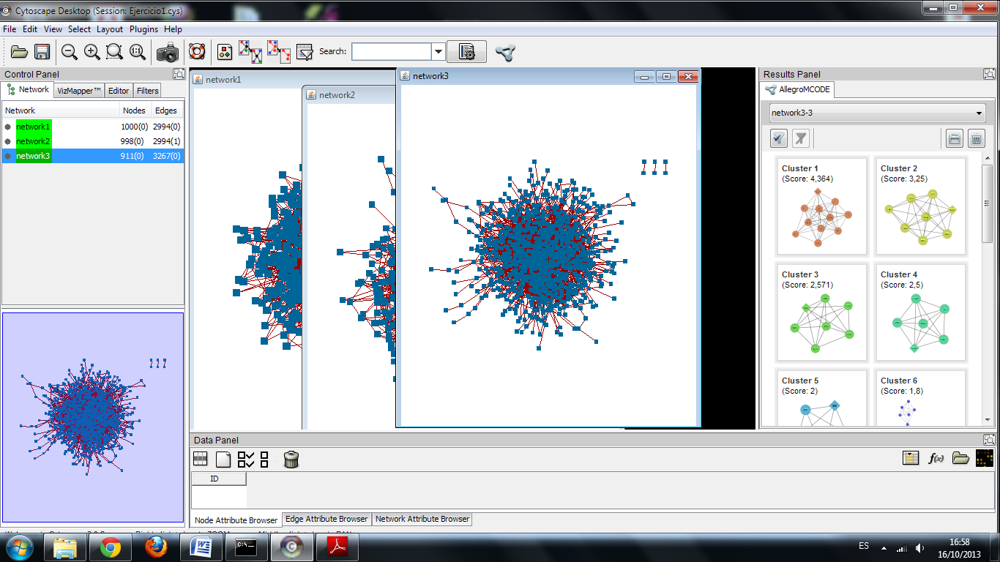 Cytoscape Desktop (Session: Ejercicio1.cys)
File Edit View Select Layout Plugins Help
Search:
Control Panel
Network VizMapper™ Editor Filters
Network Nodes Edges
network1 1000(0) 2994(0)
network2 998(0) 2994(1)
network3 911(0) 3267(0)
network1
network2
network3
Results Panel
AllegroMCODE
network3-3
Cluster 1
(Score: 4,364)
Cluster 2
(Score: 3,25)
Cluster 3
(Score: 2,571)
Cluster 4
(Score: 2,5)
Cluster 5
(Score: 2)
Cluster 6
(Score: 1,8)
Data Panel
f(x)
ID
Node Attribute Browser Edge Attribute Browser Network Attribute Browser
C:\
ES
16:58
16/10/2013